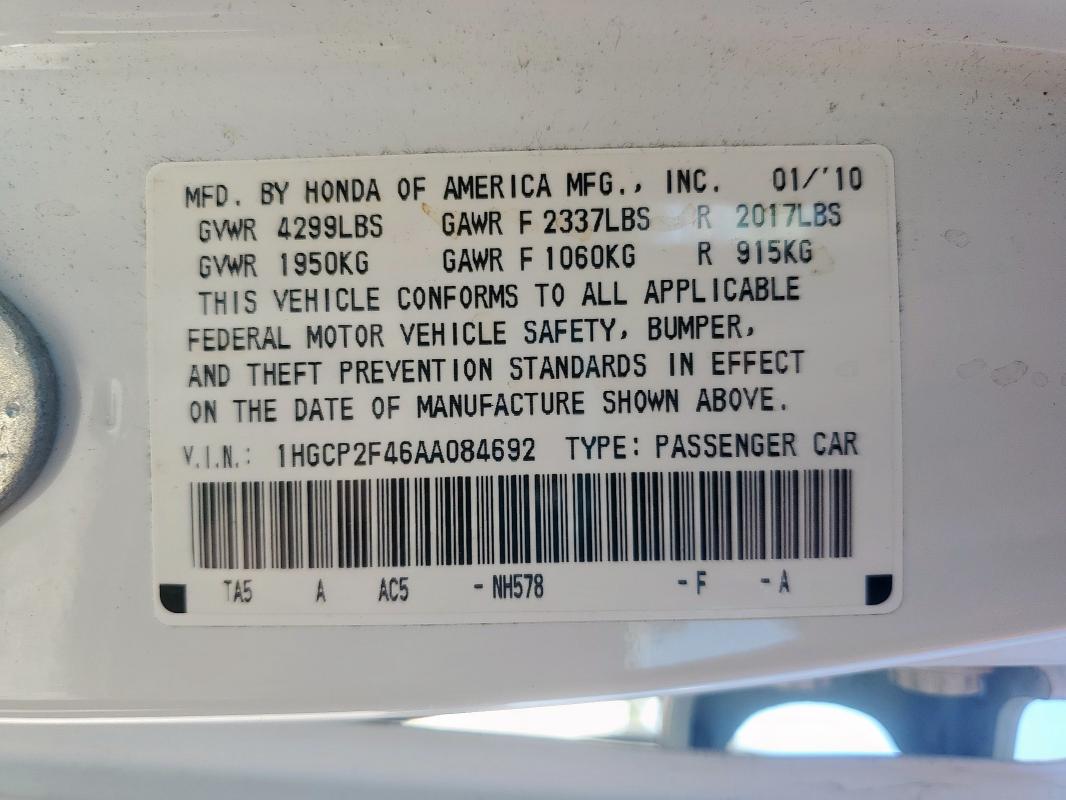 MFD. BY HONDA OF AMERICA MFG., INC. 01/'10
GVWR 4299LBS GAWR F 2337LBS R 2017LBS
GVWR 1950KG GAWR F 1060KG R 915KG
THIS VEHICLE CONFORMS TO ALL APPLICABLE
FEDERAL MOTOR VEHICLE SAFETY, BUMPER,
AND THEFT PREVENTION STANDARDS IN EFFECT
ON THE DATE OF MANUFACTURE SHOWN ABOVE.
V.I.N.: 1HGCP2F46AA084692 TYPE: PASSENGER CAR
TA5 A AC5 -NH578 -F -A